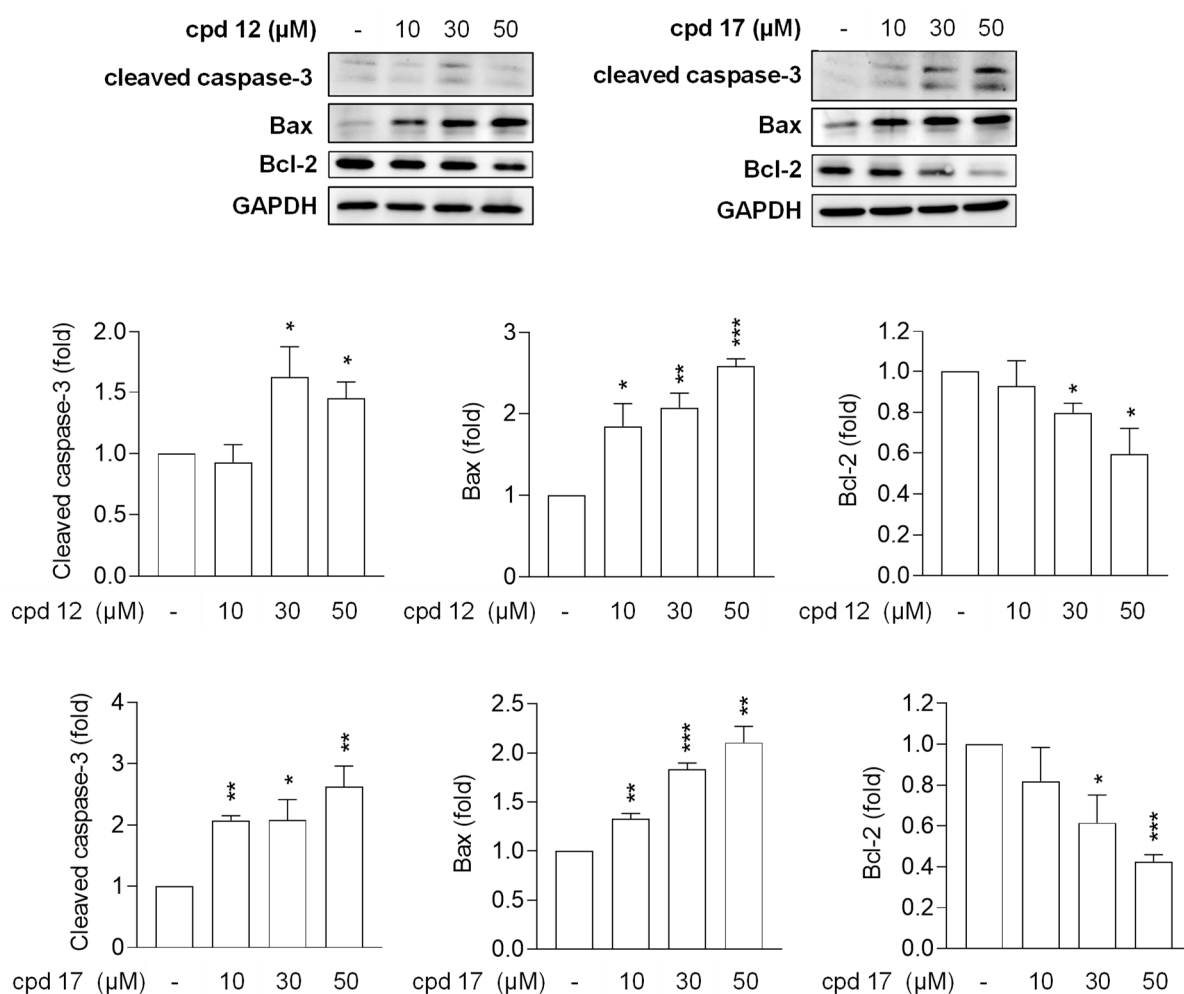 cpd 12 (µM) - 10 30 50
cleaved caspase-3
Bax
Bcl-2
GAPDH
cpd 17 (µM) - 10 30 50
cleaved caspase-3
Bax
Bcl-2
GAPDH
Cleaved caspase-3 (fold)
2.0
1.5
1.0
0.5
0.0
* *
cpd 12 (µM) - 10 30 50
Bax (fold)
3
2
1
0
* ** ***
cpd 12 (µM) - 10 30 50
Bcl-2 (fold)
1.2
1.0
0.8
0.6
0.4
0.2
0.0
* *
cpd 12 (µM) - 10 30 50
Cleaved caspase-3 (fold)
4
3
2
1
0
** * **
cpd 17 (µM) - 10 30 50
Bax (fold)
2.5
2.0
1.5
1.0
0.5
0.0
** *** **
cpd 17 (µM) - 10 30 50
Bcl-2 (fold)
1.2
1.0
0.8
0.6
0.4
0.2
0.0
* ***
cpd 17 (µM) - 10 30 50